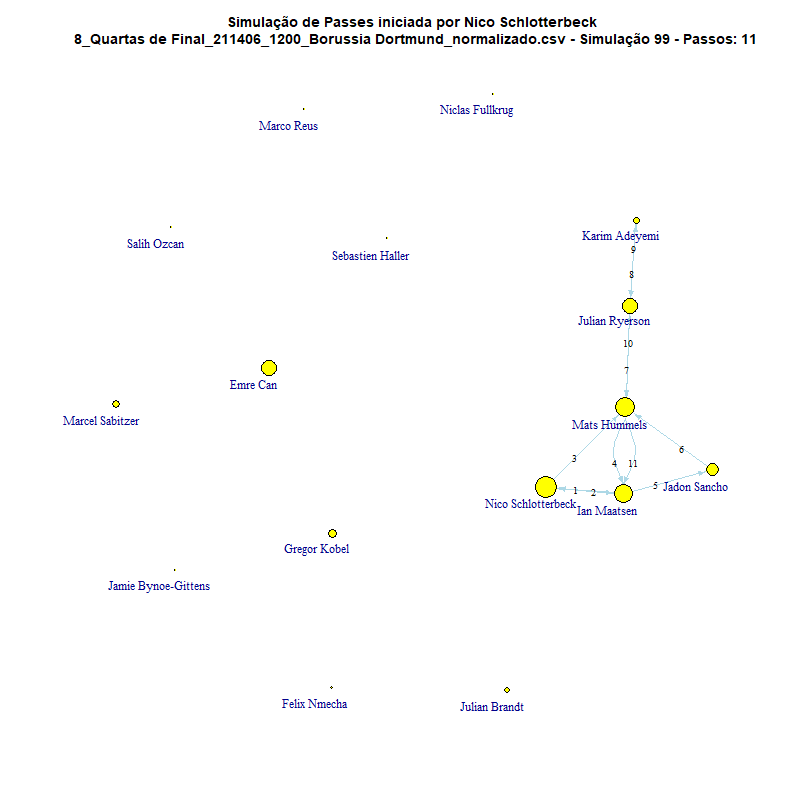 Simulação de Passes iniciada por Nico Schlotterbeck
8_Quartas de Final_211406_1200_Borussia Dortmund_normalizado.csv - Simulação 99 - Passos: 11
Niclas Fullkrug
Marco Reus
Karim Adeyemi
Salih Ozcan
9
Sebastien Haller
8
Julian Ryerson
10
7
Emre Can
Marcel Sabitzer
Mats Hummels
6
3
4
11
5
Jadon Sancho
1
2
Nico Schlotterbeck
Ian Maatsen
Gregor Kobel
Jamie Bynoe-Gittens
Felix Nmecha
Julian Brandt